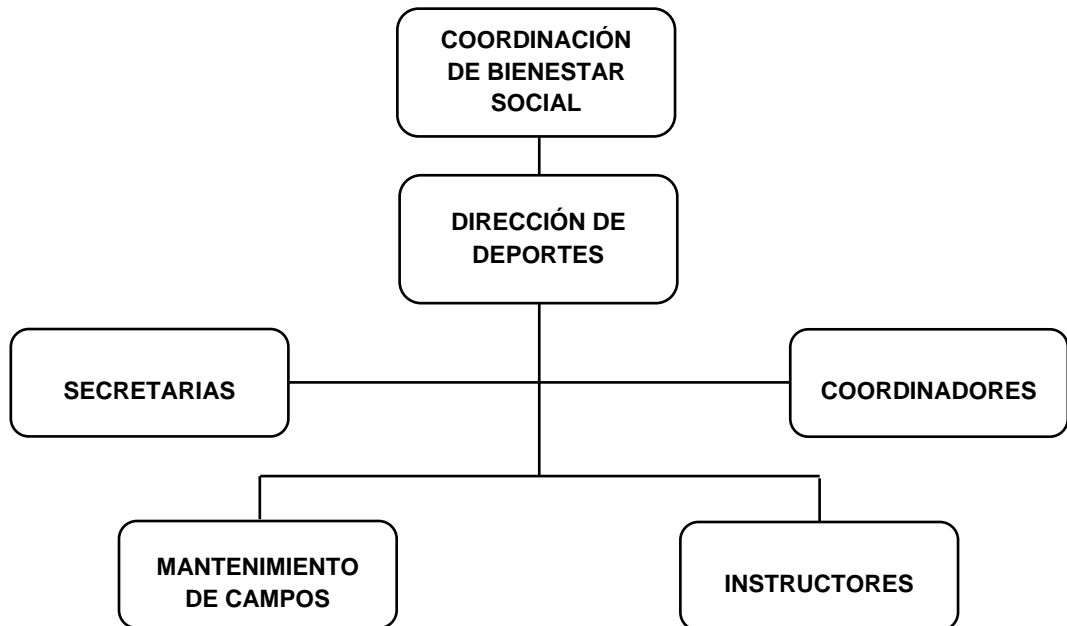 COORDINACIÓN
DE BIENESTAR
SOCIAL
DIRECCIÓN DE
DEPORTES
SECRETARIAS
COORDINADORES
MANTENIMIENTO
DE CAMPOS
INSTRUCTORES